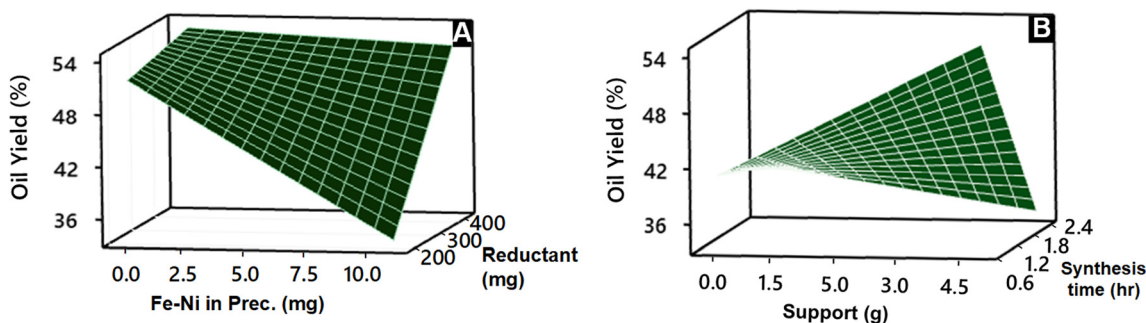 A
Oil Yield (%)
54
48
42
36
0.0 2.5 5.0 7.5 10.0
200 300 400
Reductant
(mg)
Fe-Ni in Prec. (mg)
B
Oil Yield (%)
54
48
42
36
0.0 1.5 5.0 3.0 4.5
0.6 1.2 1.8 2.4
Synthesis
time (hr)
Support (g)